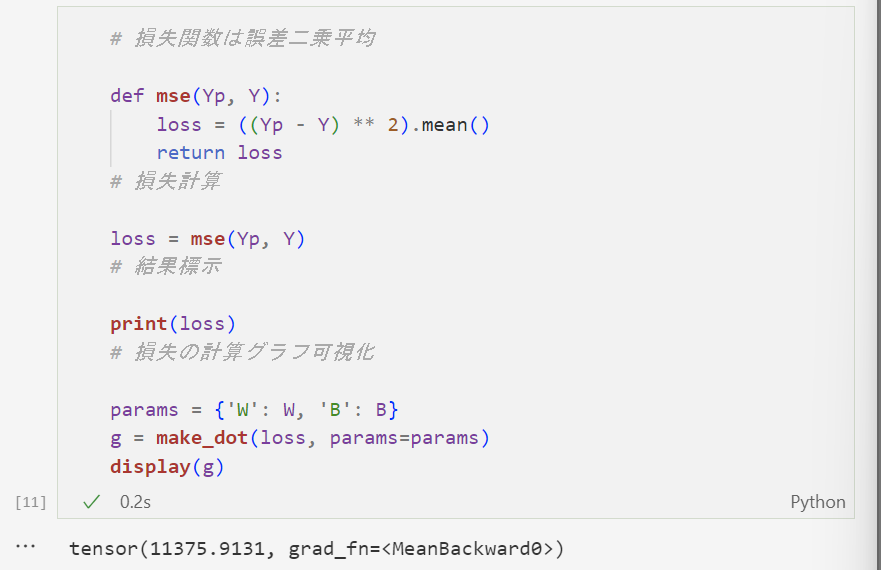 # 損失関数は誤差二乗平均
def mse(Yp, Y):
    loss = ((Yp - Y) ** 2).mean()
    return loss
# 損失計算
loss = mse(Yp, Y)
# 結果標示
print(loss)
# 損失の計算グラフ可視化
params = {'W': W, 'B': B}
g = make_dot(loss, params=params)
display(g)
[11] ✓ 0.2s Python
... tensor(11375.9131, grad_fn=<MeanBackward0>)